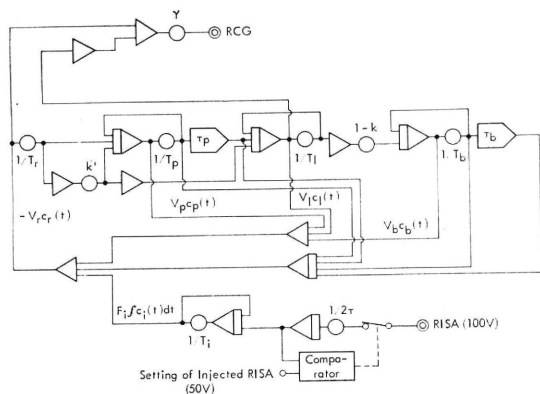 γ
RCG
1/Tr
k'
1/Tp
τp
1/Tl
1-k
1/Tb
τb
-Vrcr(t)
Vpcp(t)
Vlcl(t)
Vbcb(t)
Fi∫ci(t)dt
1/Ti
1/2τ
RISA (100V)
Compa-
rator
Setting of Injected RISA
(50V)